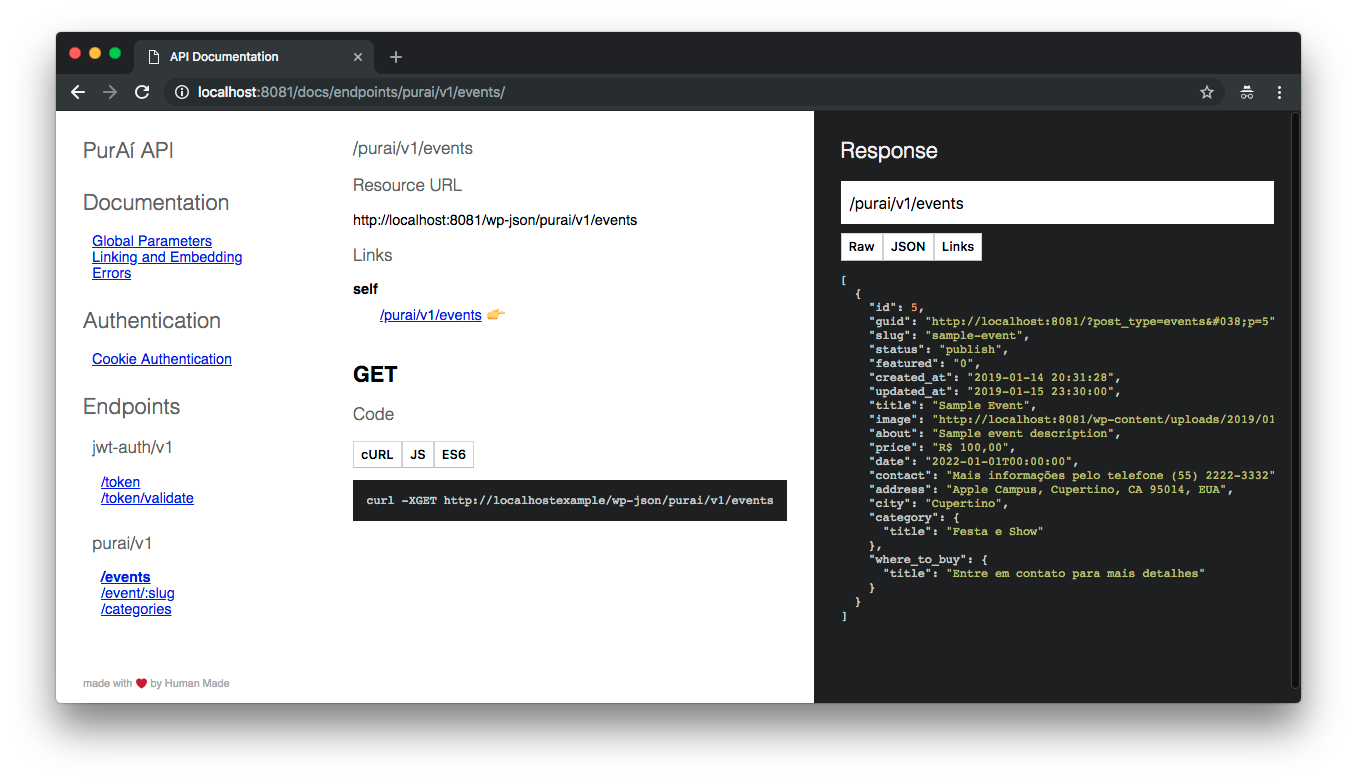 API Documentation
localhost:8081/docs/endpoints/purai/v1/events/
PurAí API
Documentation
Global Parameters
Linking and Embedding
Errors
Authentication
Cookie Authentication
Endpoints
jwt-auth/v1
/token
/token/validate
purai/v1
/events
/event/:slug
/categories
made with ❤ by Human Made
/purai/v1/events
Resource URL
http://localhost:8081/wp-json/purai/v1/events
Links
self
/purai/v1/events 👉
GET
Code
cURL JS ES6
curl -XGET http://localhostexample/wp-json/purai/v1/events
Response
/purai/v1/events
Raw JSON Links
[
{
"id": 5,
"guid": "http://localhost:8081/?post_type=events&#038;p=5"
"slug": "sample-event",
"status": "publish",
"featured": "0",
"created_at": "2019-01-14 20:31:28",
"updated_at": "2019-01-15 23:30:00",
"title": "Sample Event",
"image": "http://localhost:8081/wp-content/uploads/2019/01
"about": "Sample event description",
"price": "R$ 100,00",
"date": "2022-01-01T00:00:00",
"contact": "Mais informações pelo telefone (55) 2222-3332"
"address": "Apple Campus, Cupertino, CA 95014, EUA",
"city": "Cupertino",
"category": {
"title": "Festa e Show"
},
"where_to_buy": {
"title": "Entre em contato para mais detalhes"
}
}
]